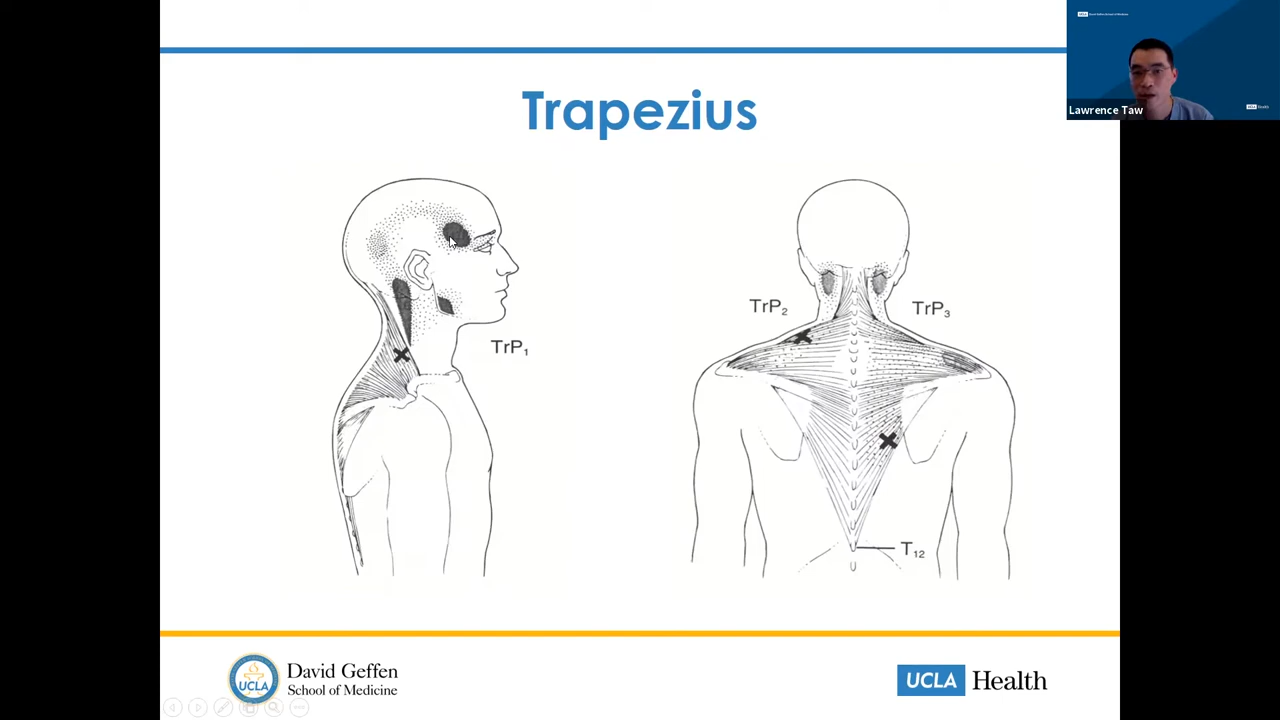 Trapezius
Lawrence Taw
TrP1
TrP2
TrP3
T12
David Geffen
School of Medicine
UCLA
UCLA Health